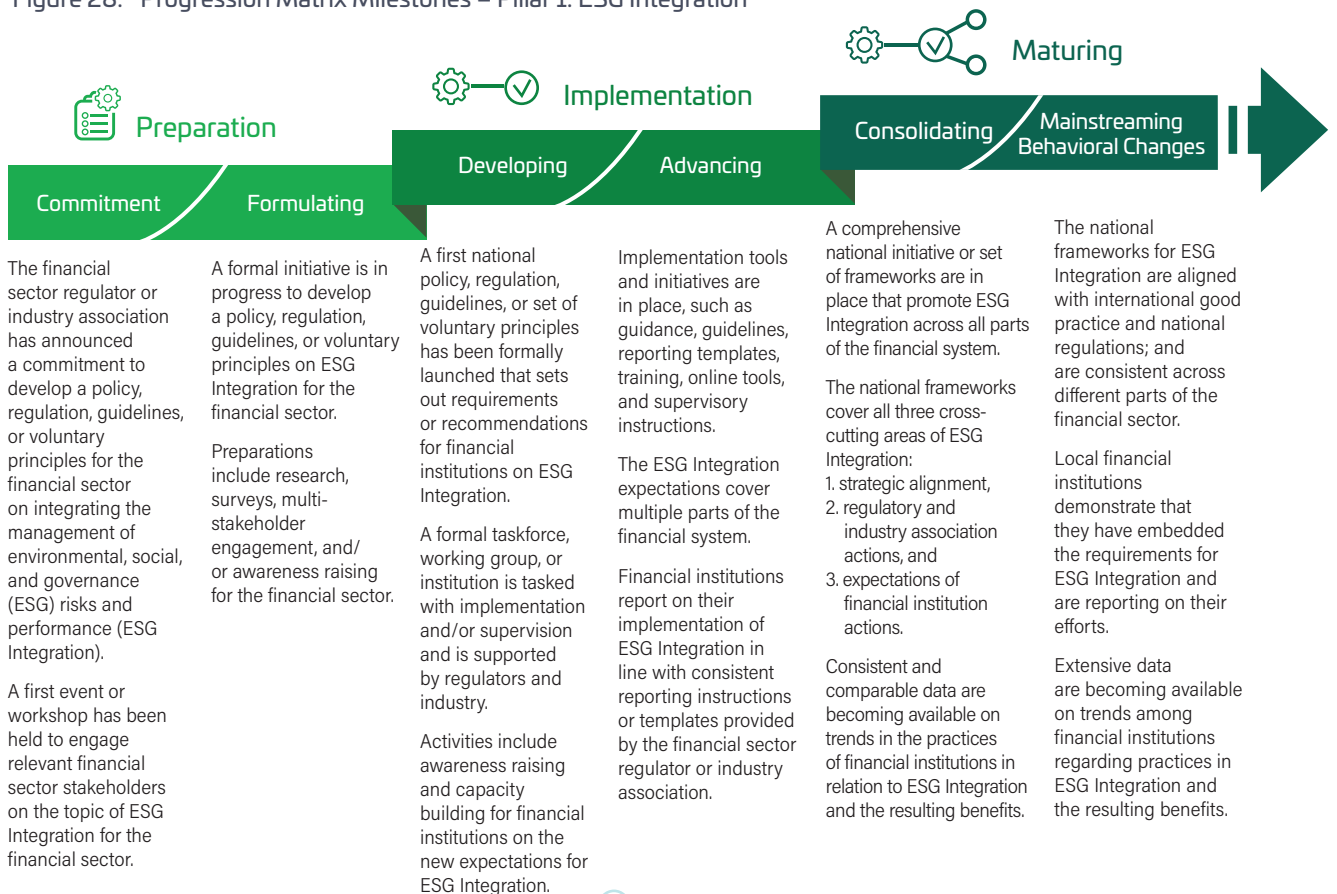 Figure 28: Progression Matrix Milestones – Pillar 1: ESG Integration
Preparation
Commitment
Formulating
Implementation
Developing
Advancing
Maturing
Consolidating
Mainstreaming
Behavioral Changes
The financial
sector regulator or
industry association
has announced
a commitment to
develop a policy,
regulation, guidelines,
or voluntary
principles for the
financial sector
on integrating the
management of
environmental, social,
and governance
(ESG) risks and
performance (ESG
Integration).
A first event or
workshop has been
held to engage
relevant financial
sector stakeholders
on the topic of ESG
Integration for the
financial sector.
A formal initiative is in
progress to develop
a policy, regulation,
guidelines, or voluntary
principles on ESG
Integration for the
financial sector.
Preparations
include research,
surveys, multi-
stakeholder
engagement, and/
or awareness raising
for the financial sector.
A first national
policy, regulation,
guidelines, or set of
voluntary principles
has been formally
launched that sets
out requirements
or recommendations
for financial
institutions on ESG
Integration.
A formal taskforce,
working group, or
institution is tasked
with implementation
and/or supervision
and is supported
by regulators and
industry.
Activities include
awareness raising
and capacity
building for financial
institutions on the
new expectations for
ESG Integration.
Implementation tools
and initiatives are
in place, such as
guidance, guidelines,
reporting templates,
training, online tools,
and supervisory
instructions.
The ESG Integration
expectations cover
multiple parts of the
financial system.
Financial institutions
report on their
implementation of
ESG Integration in
line with consistent
reporting instructions
or templates provided
by the financial sector
regulator or industry
association.
A comprehensive
national initiative or set
of frameworks are in
place that promote ESG
Integration across all parts
of the financial system.
The national frameworks
cover all three cross-
cutting areas of ESG
Integration:
1. strategic alignment,
2. regulatory and
industry association
actions, and
3. expectations of
financial institution
actions.
Consistent and
comparable data are
becoming available on
trends in the practices
of financial institutions in
relation to ESG Integration
and the resulting benefits.
The national
frameworks for ESG
Integration are aligned
with international good
practice and national
regulations; and
are consistent across
different parts of the
financial sector.
Local financial
institutions
demonstrate that
they have embedded
the requirements for
ESG Integration and
are reporting on their
efforts.
Extensive data
are becoming available
on trends among
financial institutions
regarding practices in
ESG Integration and
the resulting benefits.